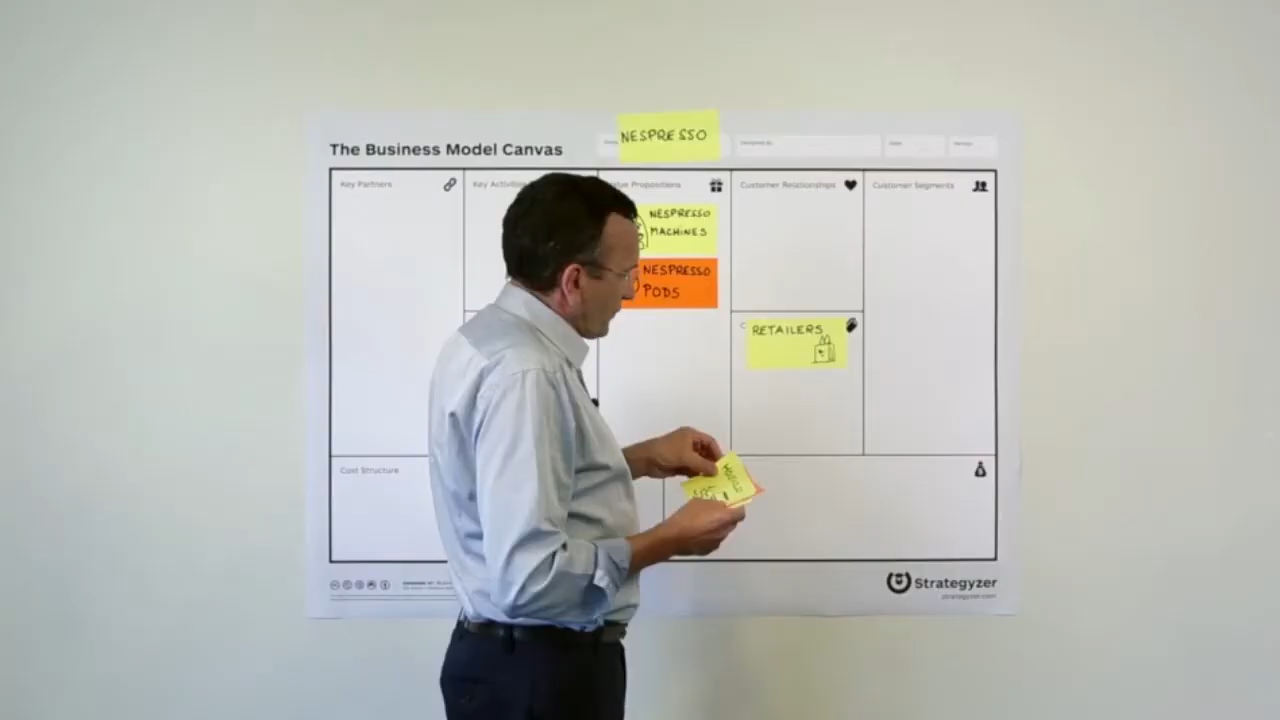 NESPRESSO
The Business Model Canvas
Key Partners
Key Activities
Propositions
Customer Relationships
Customer Segments
NESPRESSO
MACHINES
NESPRESSO
PODS
RETAILERS
Cost Structure
Strategyzer
strategyzer.com